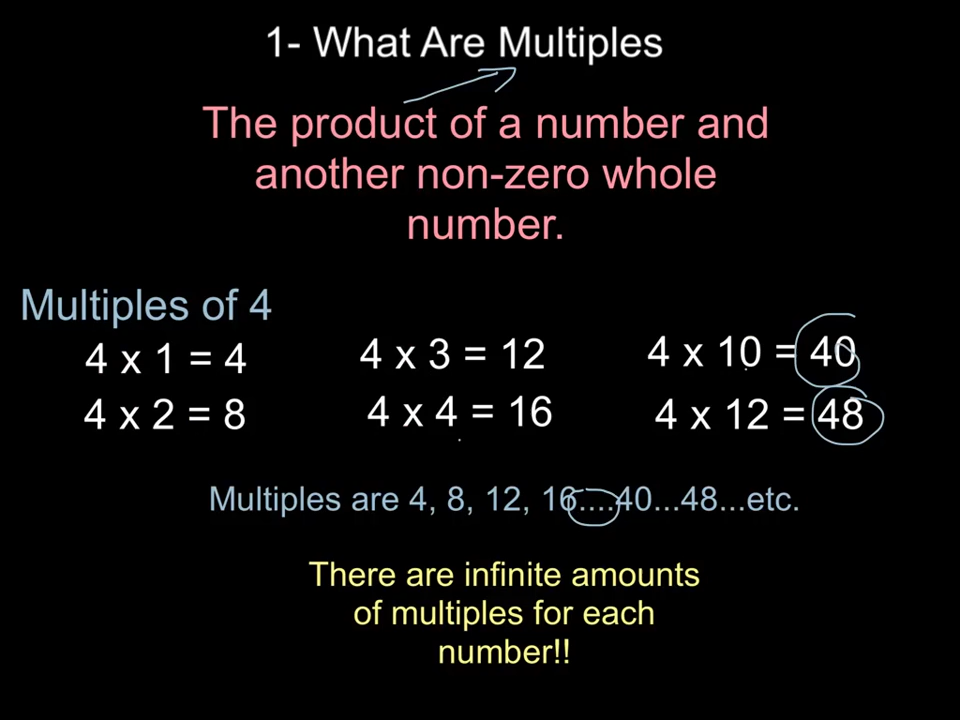 1- What Are Multiples
The product of a number and
another non-zero whole
number.
Multiples of 4
4 x 1 = 4
4 x 2 = 8
4 x 3 = 12
4 x 4 = 16
4 x 10 = 40
4 x 12 = 48
Multiples are 4, 8, 12, 16....40...48...etc.
There are infinite amounts
of multiples for each
number!!